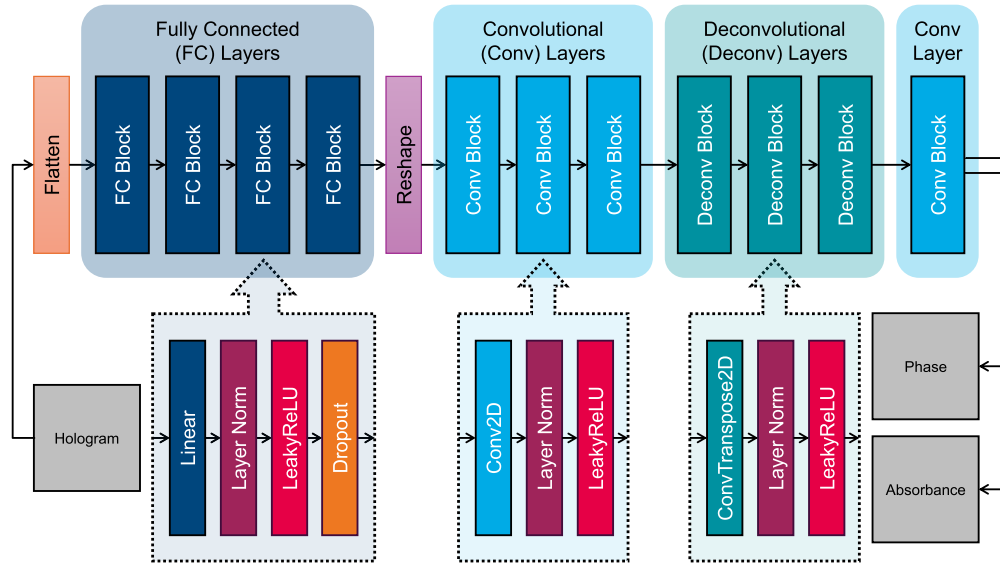 Fully Connected
(FC) Layers
Convolutional
(Conv) Layers
Deconvolutional
(Deconv) Layers
Conv
Layer
Flatten
FC Block
FC Block
FC Block
FC Block
Reshape
Conv Block
Conv Block
Conv Block
Deconv Block
Deconv Block
Deconv Block
Conv Block
Hologram
Linear
Layer Norm
LeakyReLU
Dropout
Conv2D
Layer Norm
LeakyReLU
ConvTranspose2D
Layer Norm
LeakyReLU
Phase
Absorbance